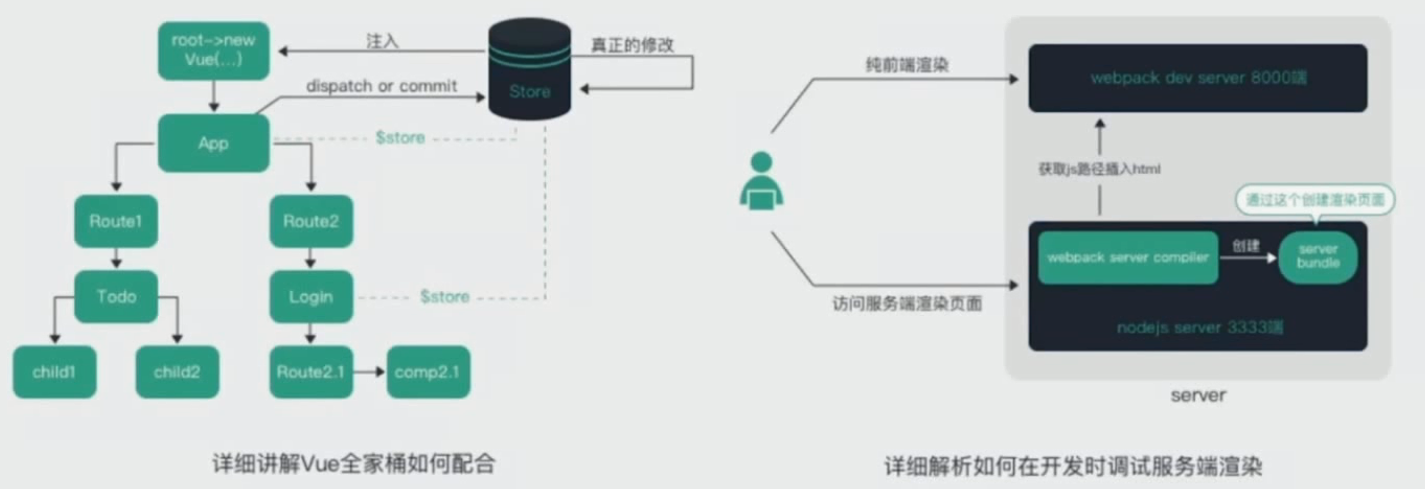 root->new
Vue(...)
注入
真正的修改
dispatch or commit
Store
App
$store
Route1
Route2
Todo
Login
$store
child1
child2
Route2.1
comp2.1
详细讲解Vue全家桶如何配合
纯前端渲染
webpack dev server 8000端
获取js路径插入html
通过这个创建渲染页面
webpack server compiler
创建
server
bundle
访问服务端渲染页面
nodejs server 3333端
server
详细解析如何在开发时调试服务端渲染